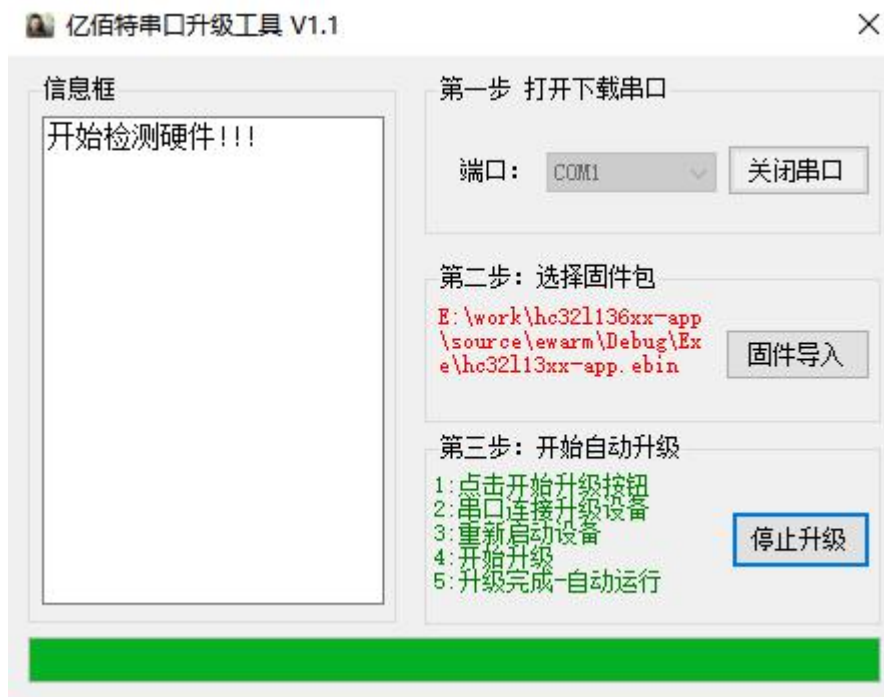 亿佰特串口升级工具 V1.1
信息框
开始检测硬件!!!
第一步 打开下载串口
端口：
COM1
关闭串口
第二步：选择固件包
E:\work\hc32l136xx-app
\source\ewarm\Debug\Ex
e\hc32l13xx-app.ebin
固件导入
第三步：开始自动升级
1:点击开始升级按钮
2:串口连接升级设备
3:重新启动设备
4:开始升级
5:升级完成-自动运行
停止升级